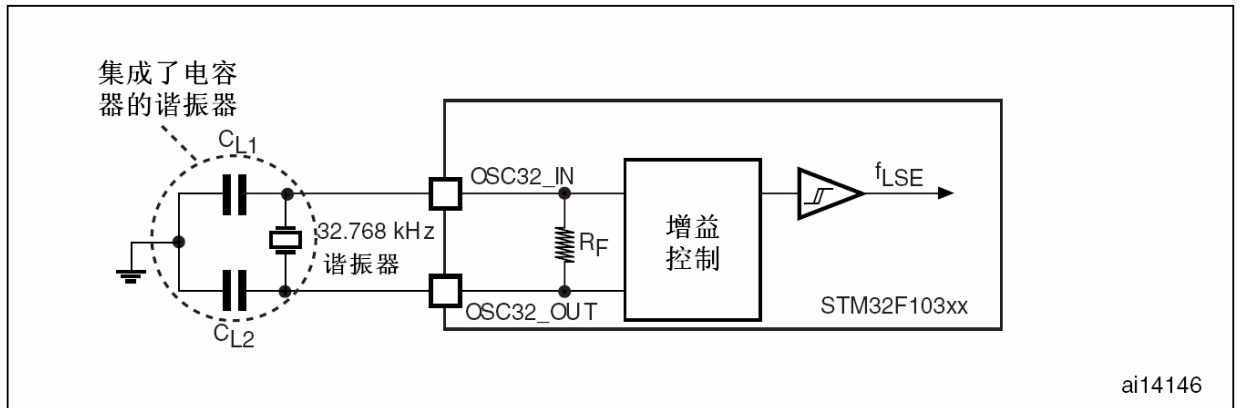 集成了电容
器的谐振器
CL1
OSC32_IN
fLSE
32.768 kHz
谐振器
RF
增益
控制
OSC32_OUT
STM32F103xx
CL2
ai14146